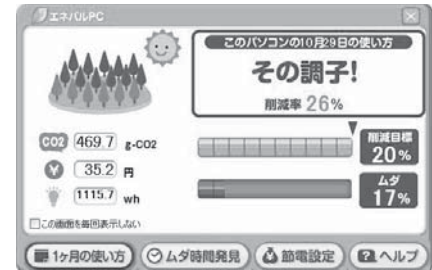 エネパルPC
このパソコンの10月29日の使い方
その調子!
削減率 26%
CO2 469.7 g-CO2
¥ 35.2 円
1115.7 wh
削減目標
20%
ムダ
17%
この画面を毎回表示しない
1ヶ月の使い方
ムダ時間発見
節電設定
? ヘルプ